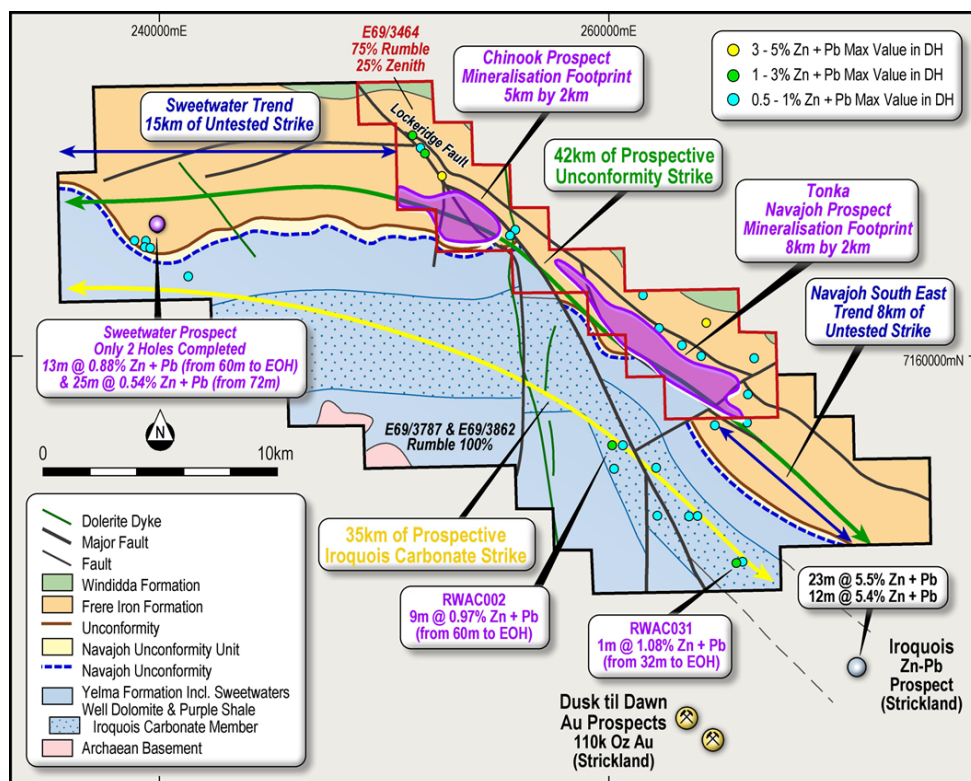 240000mE
260000mE
E69/3464
75% Rumble
25% Zenith
Chinook Prospect
Mineralisation Footprint
5km by 2km
3 - 5% Zn + Pb Max Value in DH
1 - 3% Zn + Pb Max Value in DH
0.5 - 1% Zn + Pb Max Value in DH
Sweetwater Trend
15km of Untested Strike
Lockeridge Fault
42km of Prospective
Unconformity Strike
Tonka
Navajoh Prospect
Mineralisation Footprint
8km by 2km
Navajoh South East
Trend 8km of
Untested Strike
Sweetwater Prospect
Only 2 Holes Completed
13m @ 0.88% Zn + Pb (from 60m to EOH)
& 25m @ 0.54% Zn + Pb (from 72m)
7160000mN
N
0
10km
E69/3787 & E69/3862
Rumble 100%
35km of Prospective
Iroquois Carbonate Strike
Dolerite Dyke
Major Fault
Fault
Windidda Formation
Frere Iron Formation
Unconformity
Navajoh Unconformity Unit
Navajoh Unconformity
Yelma Formation Incl. Sweetwaters
Well Dolomite & Purple Shale
Iroquois Carbonate Member
Archaean Basement
RWAC002
9m @ 0.97% Zn + Pb
(from 60m to EOH)
RWAC031
1m @ 1.08% Zn + Pb
(from 32m to EOH)
23m @ 5.5% Zn + Pb
12m @ 5.4% Zn + Pb
Iroquois
Zn-Pb
Prospect
(Strickland)
Dusk til Dawn
Au Prospects
110k Oz Au
(Strickland)